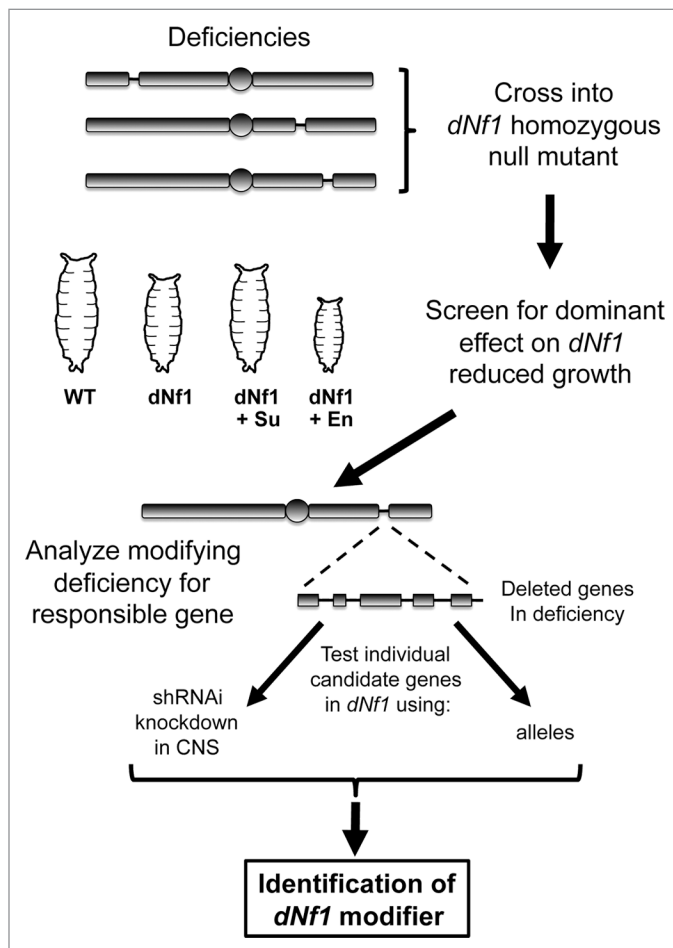 Deficiencies
Cross into
dNf1 homozygous
null mutant
Screen for dominant
effect on dNf1
reduced growth
WT
dNf1
dNf1
+ Su
dNf1
+ En
Analyze modifying
deficiency for
responsible gene
Deleted genes
In deficiency
Test individual
candidate genes
in dNf1 using:
shRNAi
knockdown
in CNS
alleles
Identification of
dNf1 modifier